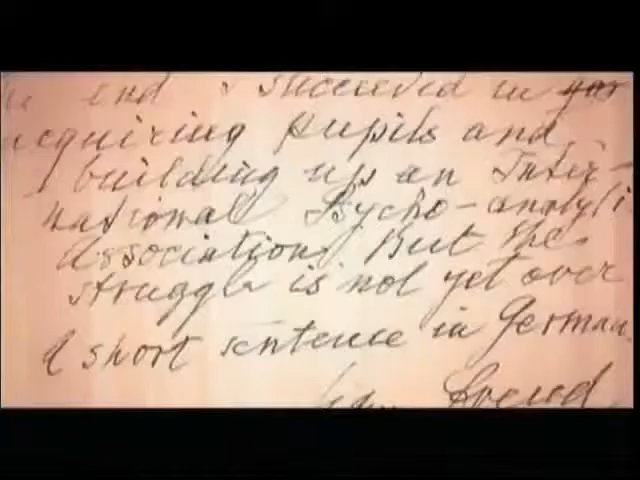 end I succeeded in
acquiring pupils and
building up an Inter-
national Psycho-analyti
Association. But the
struggle is not yet over
A short sentence in German.
Freud.